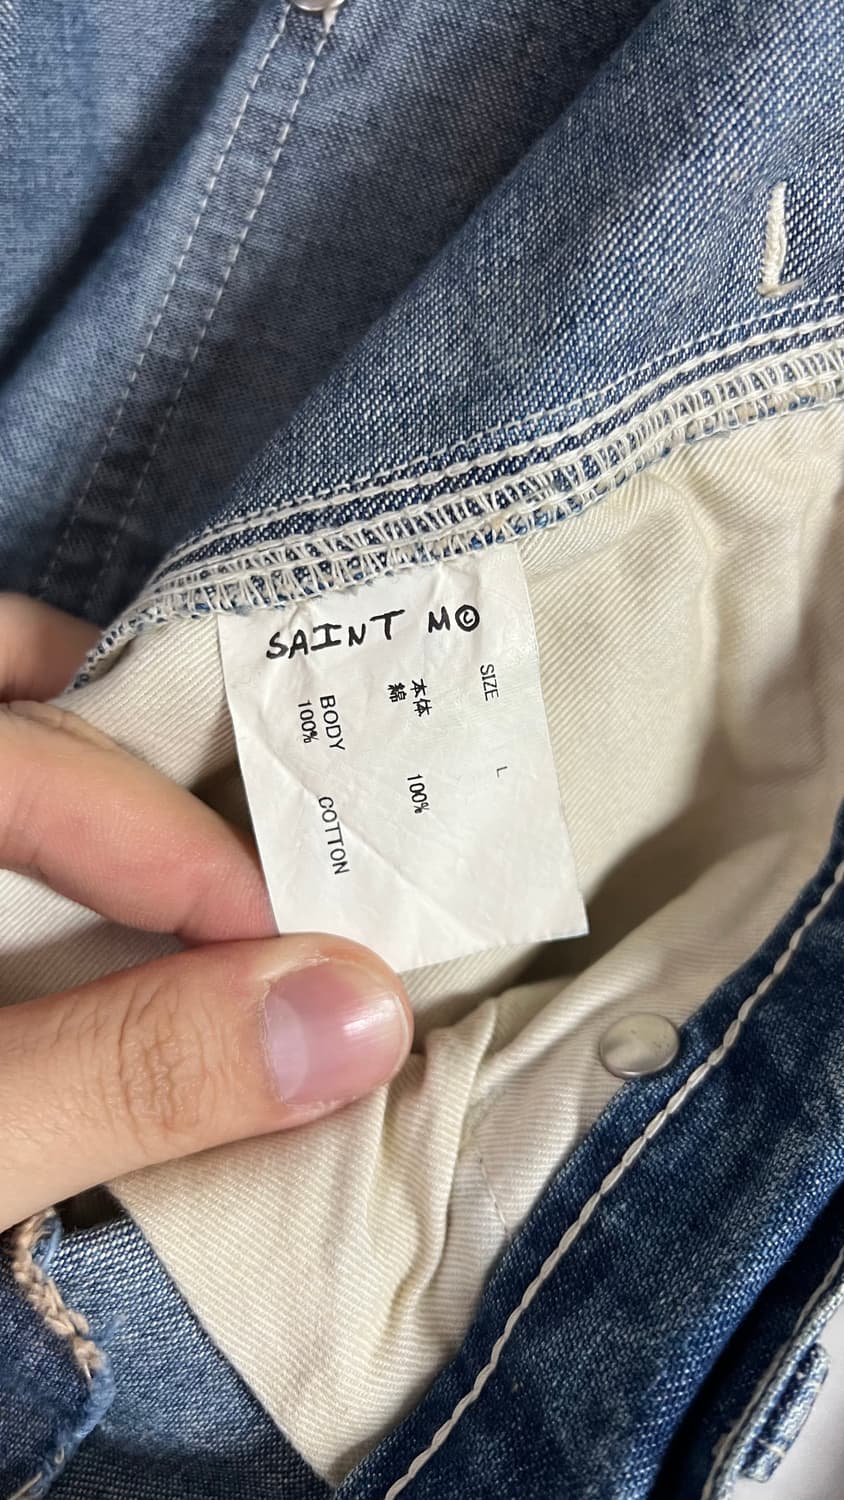 SAINT M©
SIZE L
本体
綿 100%
BODY
100% COTTON